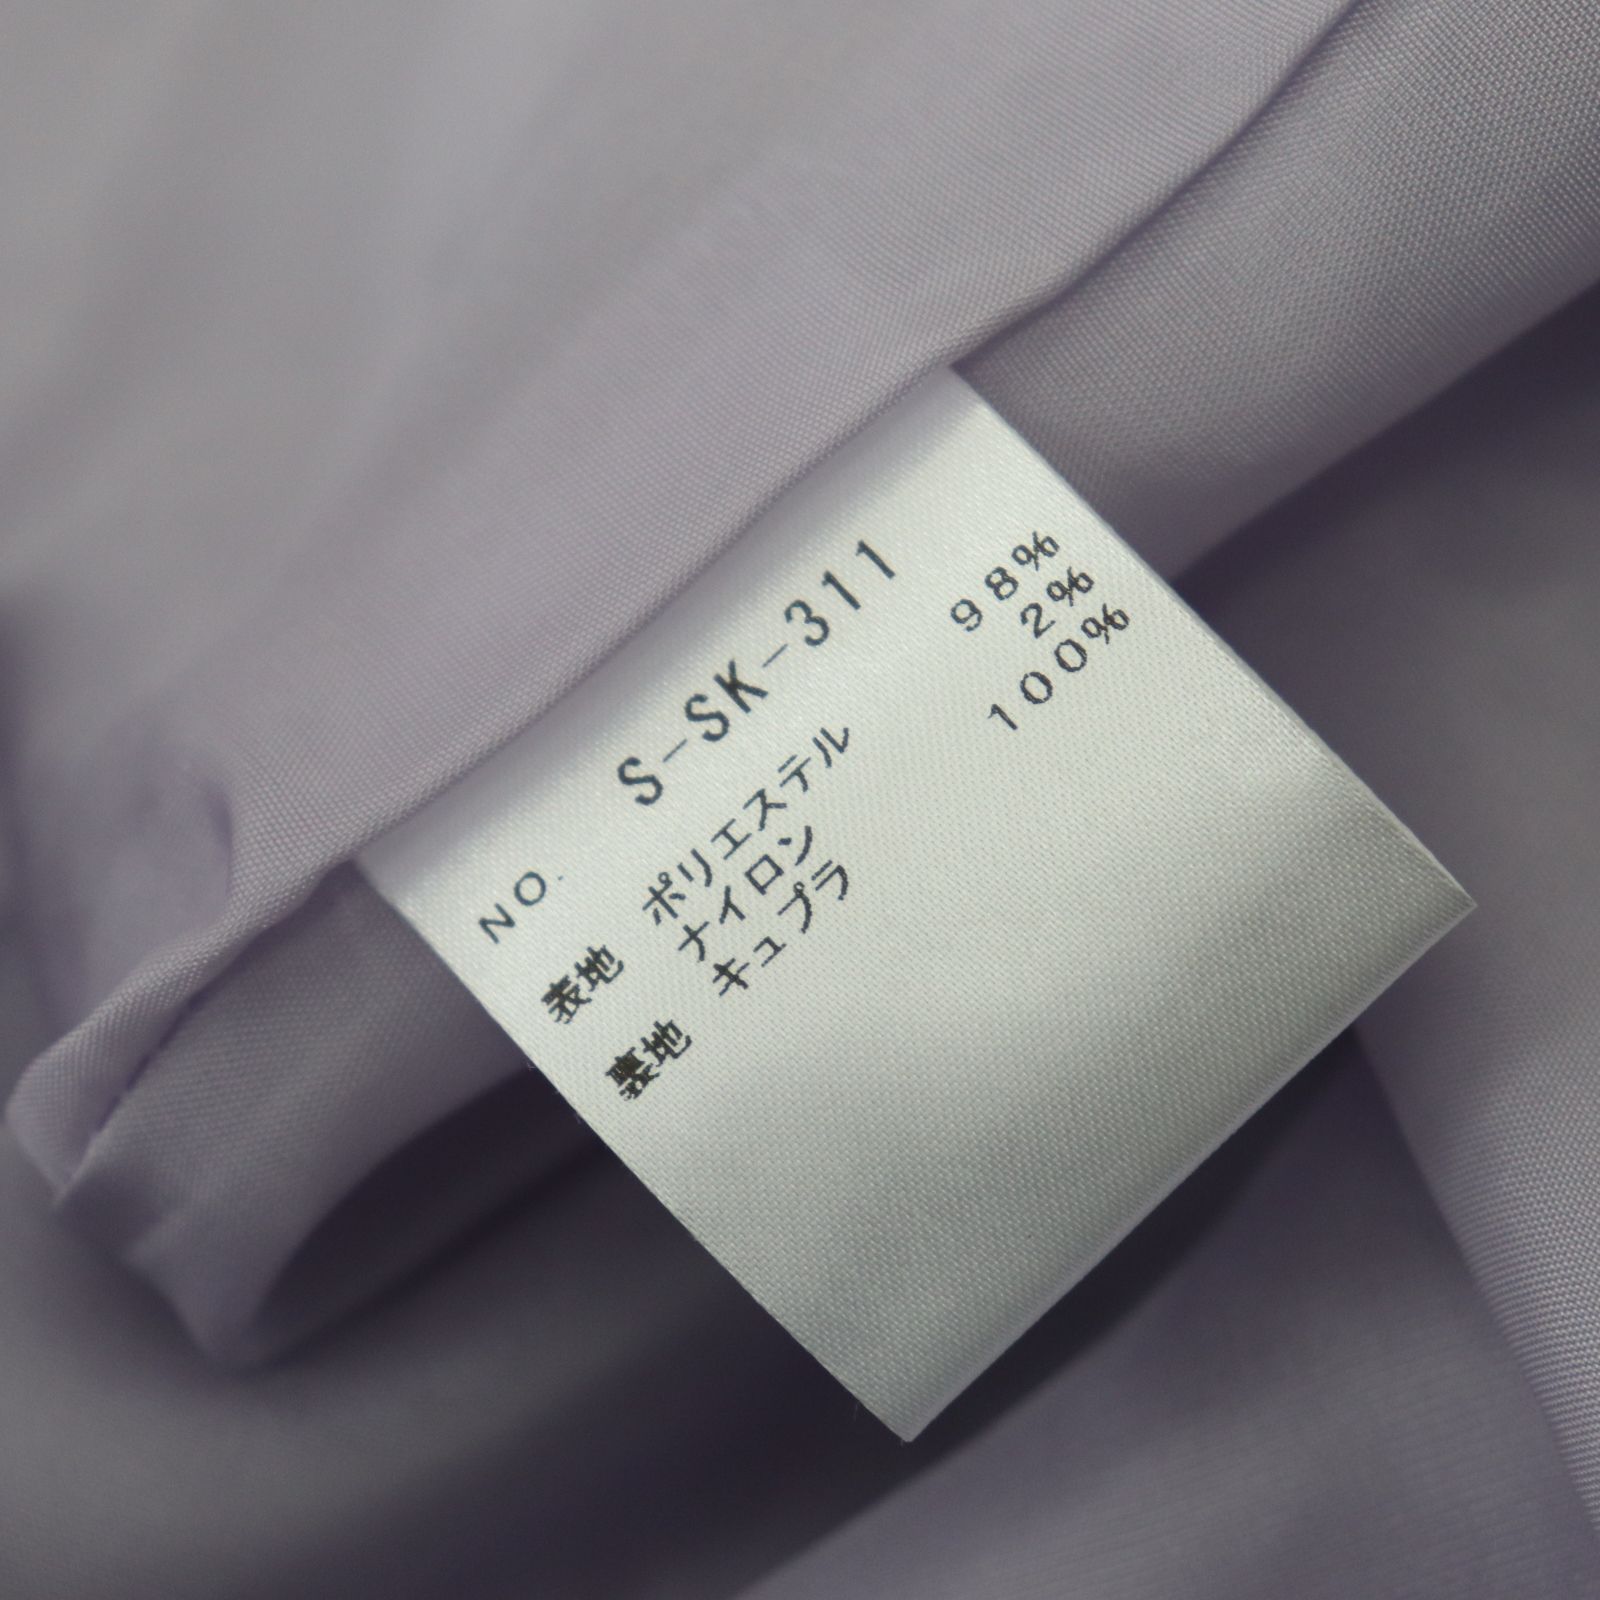 NO. S-SK-311
表地 ポリエステル 98%
ナイロン 2%
裏地 キュプラ 100%